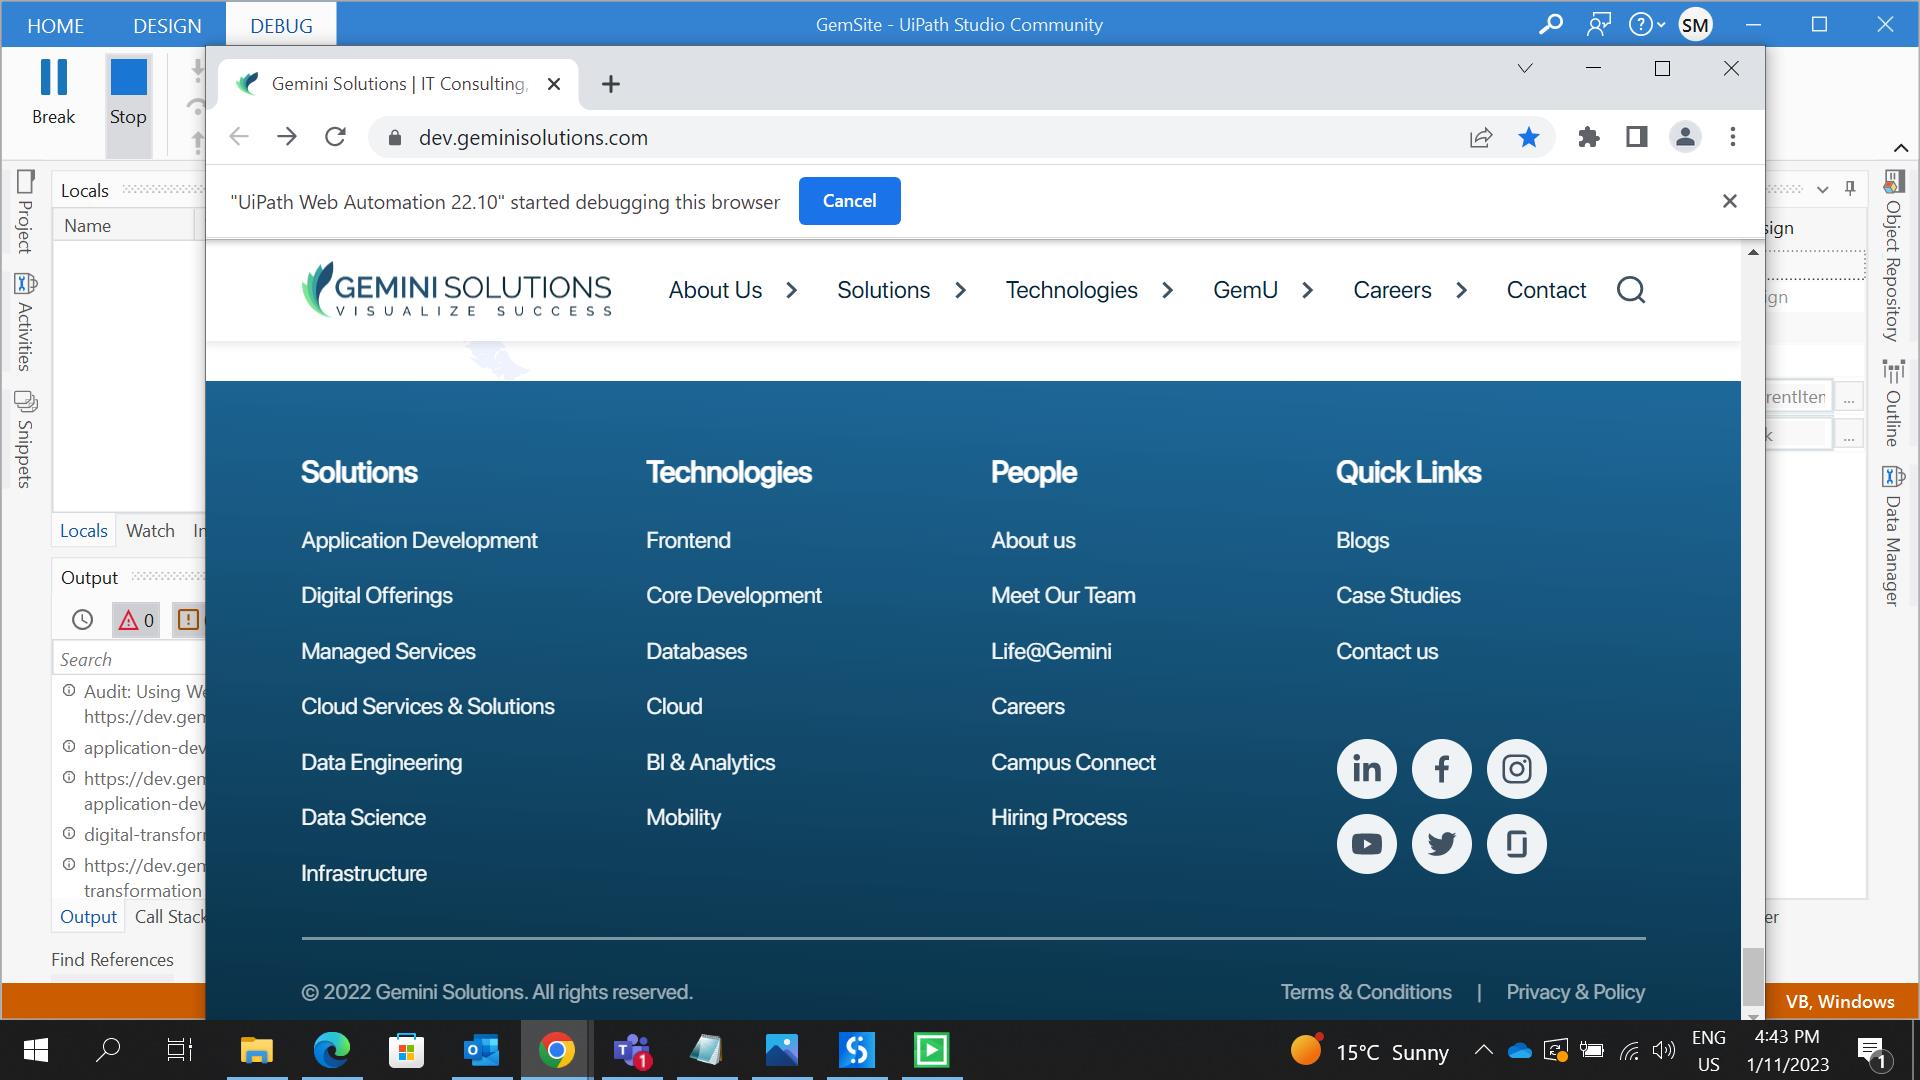 HOME DESIGN DEBUG GemSite - UiPath Studio Community SM
Break Stop
Gemini Solutions | IT Consulting,
dev.geminisolutions.com
"UiPath Web Automation 22.10" started debugging this browser Cancel
Project
Activities
Snippets
Locals
Name
Locals Watch In
Output
0
Search
Audit: Using We
https://dev.gem
application-dev
https://dev.gem
application-dev
digital-transfor
https://dev.gem
transformation
Output Call Stack
Find References
GEMINI SOLUTIONS
VISUALIZE SUCCESS
About Us Solutions Technologies GemU Careers Contact
Solutions
Application Development
Digital Offerings
Managed Services
Cloud Services & Solutions
Data Engineering
Data Science
Infrastructure
Technologies
Frontend
Core Development
Databases
Cloud
BI & Analytics
Mobility
People
About us
Meet Our Team
Life@Gemini
Careers
Campus Connect
Hiring Process
Quick Links
Blogs
Case Studies
Contact us
© 2022 Gemini Solutions. All rights reserved.
Terms & Conditions | Privacy & Policy
sign
gn
rentIter ...
k ...
er
Object Repository
Outline
Data Manager
VB, Windows
1
15°C Sunny
ENG
US
4:43 PM
1/11/2023
1